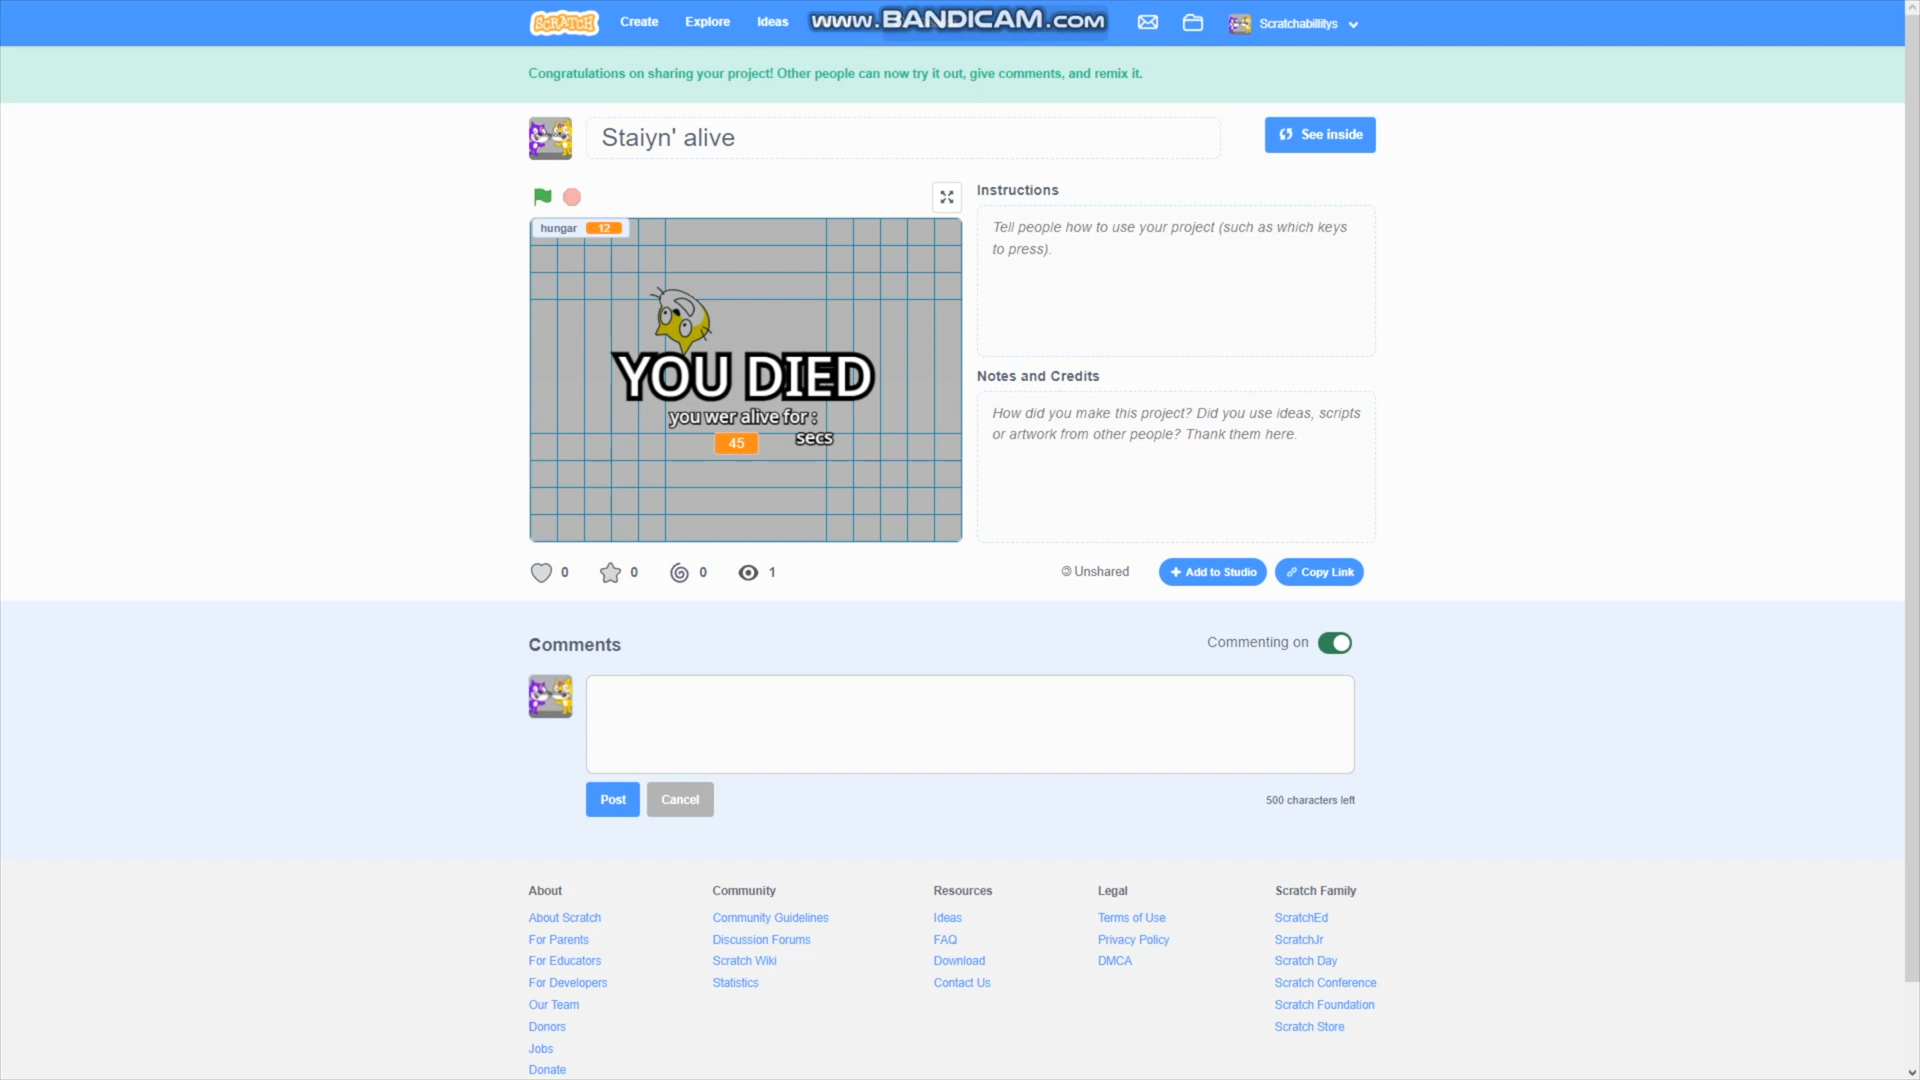 SCRATCH
Create
Explore
Ideas
www.BANDICAM.com
Scratchabillitys
Congratulations on sharing your project! Other people can now try it out, give comments, and remix it.
Staiyn' alive
See inside
hungar 12
YOU DIED
you wer alive for :
45
secs
Instructions
Tell people how to use your project (such as which keys
to press).
Notes and Credits
How did you make this project? Did you use ideas, scripts
or artwork from other people? Thank them here.
0
0
0
1
Unshared
Add to Studio
Copy Link
Comments
Commenting on
Post
Cancel
500 characters left
About
About Scratch
For Parents
For Educators
For Developers
Our Team
Donors
Jobs
Donate
Community
Community Guidelines
Discussion Forums
Scratch Wiki
Statistics
Resources
Ideas
FAQ
Download
Contact Us
Legal
Terms of Use
Privacy Policy
DMCA
Scratch Family
ScratchEd
ScratchJr
Scratch Day
Scratch Conference
Scratch Foundation
Scratch Store